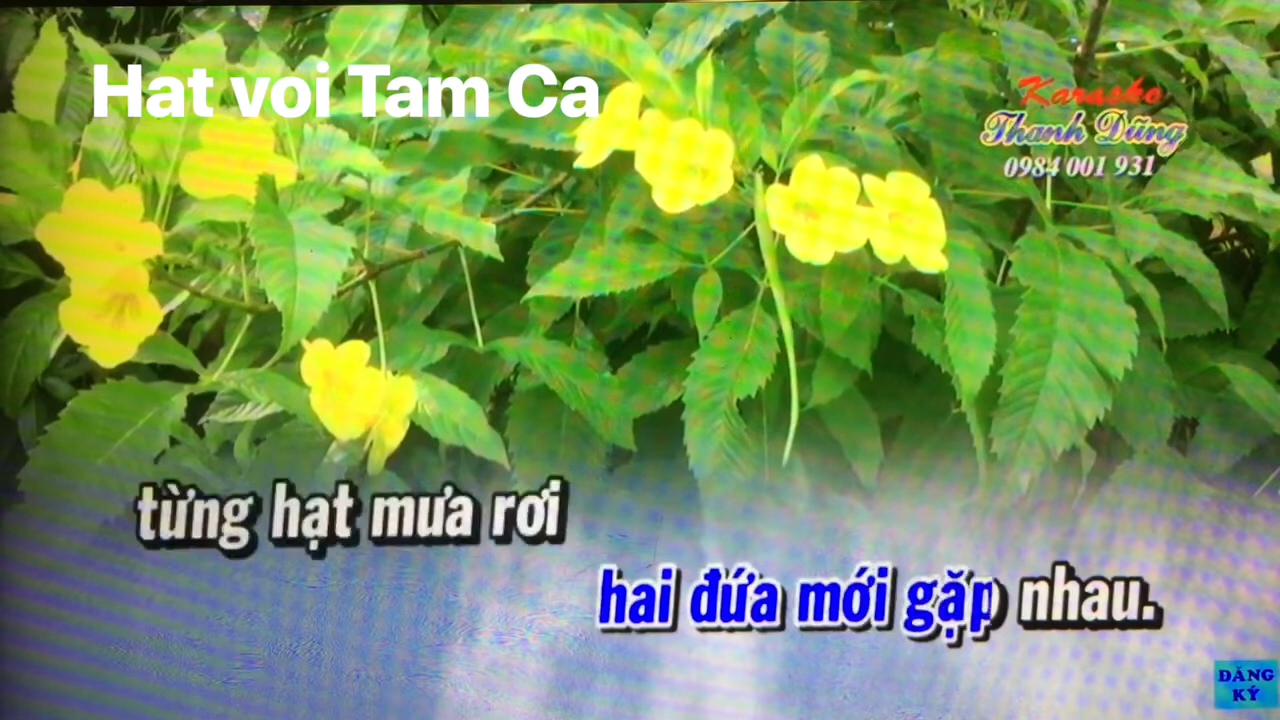 Hat voi Tam Ca
Karaoke
Thanh Dũng
0984 001 931
từng hạt mưa rơi
hai đứa mới gặp nhau.
ĐĂNG
KÝ